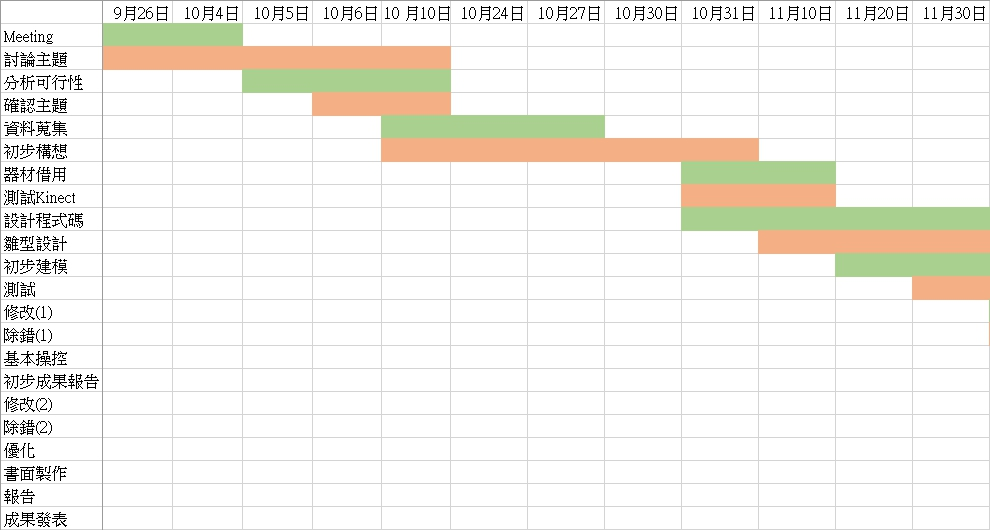 9月26日 10月4日 10月5日 10月6日 10 月10日 10月24日 10月27日 10月30日 10月31日 11月10日 11月20日 11月30日
Meeting
討論主題
分析可行性
確認主題
資料蒐集
初步構想
器材借用
測試Kinect
設計程式碼
雛型設計
初步建模
測試
修改(1)
除錯(1)
基本操控
初步成果報告
修改(2)
除錯(2)
優化
書面製作
報告
成果發表